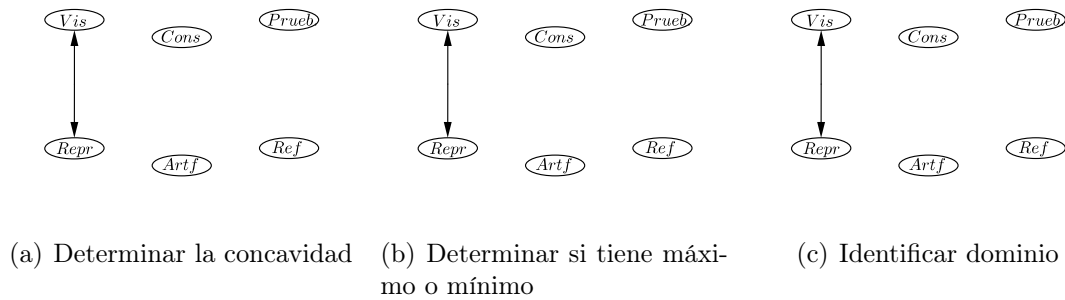 Vis Cons Prueb
Repr Artf Ref
Vis Cons Prueb
Repr Artf Ref
Vis Cons Prueb
Repr Artf Ref
(a) Determinar la concavidad
(b) Determinar si tiene máxi-
mo o mínimo
(c) Identificar dominio